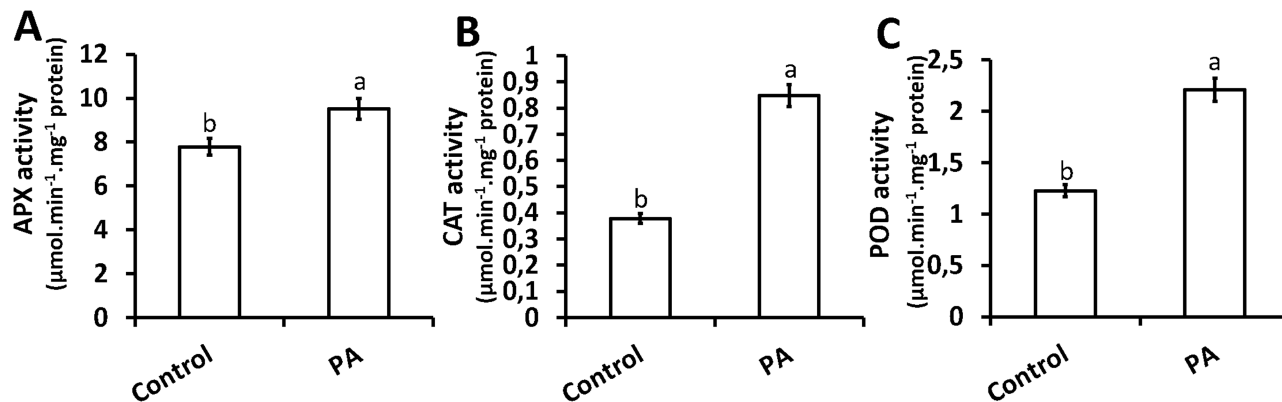 A
APX activity
(µmol.min⁻¹.mg⁻¹ protein)
12
10
8
6
4
2
0
b
a
Control
PA
B
CAT activity
(µmol.min⁻¹.mg⁻¹ protein)
1
0,9
0,8
0,7
0,6
0,5
0,4
0,3
0,2
0,1
0
b
a
Control
PA
C
POD activity
(µmol.min⁻¹.mg⁻¹ protein)
2,5
2
1,5
1
0,5
0
b
a
Control
PA